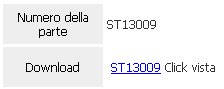 Numero della
parte
ST13009
Download
ST13009 Click vista